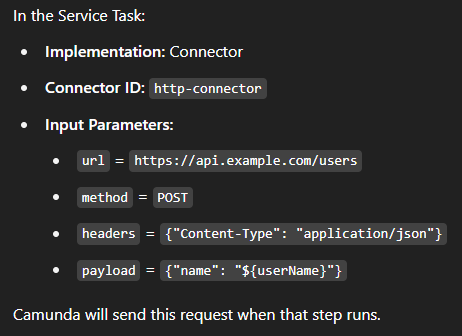 In the Service Task:
• Implementation: Connector
• Connector ID: http-connector
• Input Parameters:
• url = https://api.example.com/users
• method = POST
• headers = {"Content-Type": "application/json"}
• payload = {"name": "${userName}"}
Camunda will send this request when that step runs.